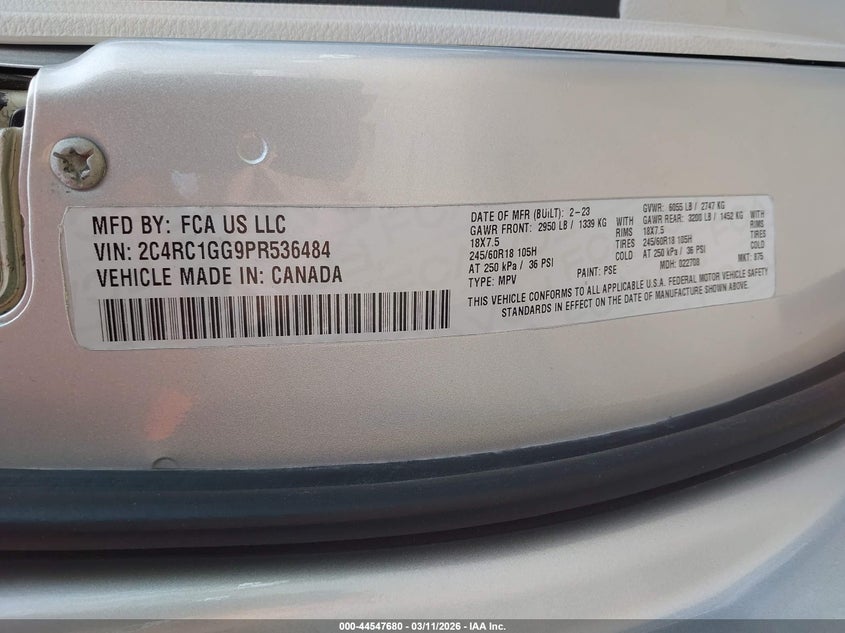 MFD BY: FCA US LLC
VIN: 2C4RC1GG9PR536484
VEHICLE MADE IN: CANADA
DATE OF MFR (BUILT): 2-23
GAWR FRONT: 2950 LB / 1339 KG WITH
18X7.5 RIMS
245/60R18 105H TIRES
AT 250 kPa / 36 PSI COLD
TYPE: MPV
PAINT: PSE
GVWR: 6055 LB / 2747 KG
GAWR REAR: 3200 LB / 1452 KG WITH
18X7.5 RIMS
245/60R18 105H TIRES
AT 250 kPa / 36 PSI COLD
MDH: 022708
MKT: 975
THIS VEHICLE CONFORMS TO ALL APPLICABLE U.S.A. FEDERAL MOTOR VEHICLE SAFETY
STANDARDS IN EFFECT ON THE DATE OF MANUFACTURE SHOWN ABOVE.
000-44547680 - 03/11/2026 - IAA Inc.